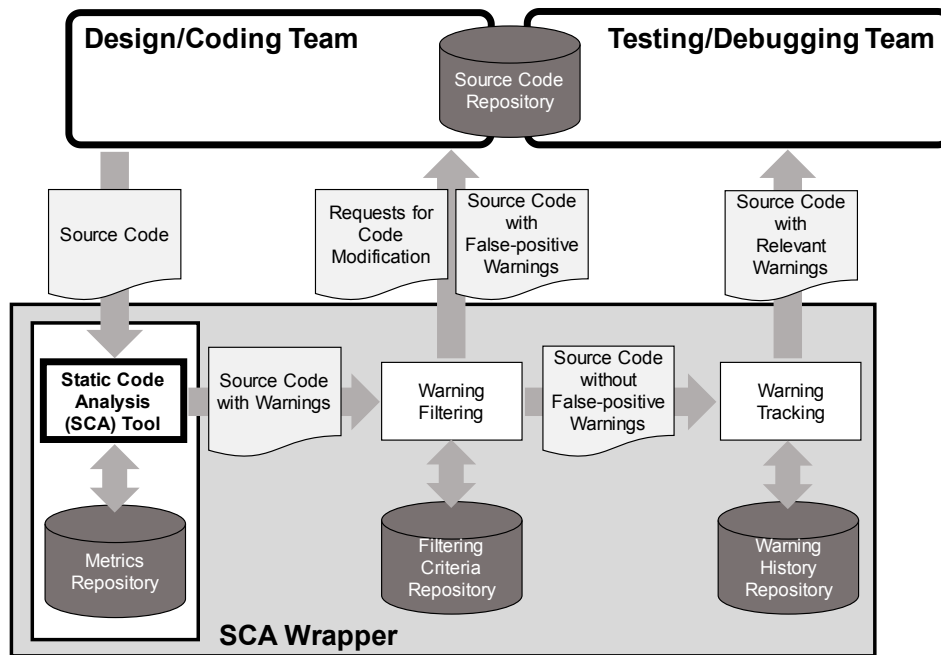 Design/Coding Team
Testing/Debugging Team
Source Code
Repository
Source Code
Requests for
Code
Modification
Source Code
with
False-positive
Warnings
Source Code
with
Relevant
Warnings
Static Code
Analysis
(SCA) Tool
Source Code
with Warnings
Warning
Filtering
Source Code
without
False-positive
Warnings
Warning
Tracking
Metrics
Repository
Filtering
Criteria
Repository
Warning
History
Repository
SCA Wrapper